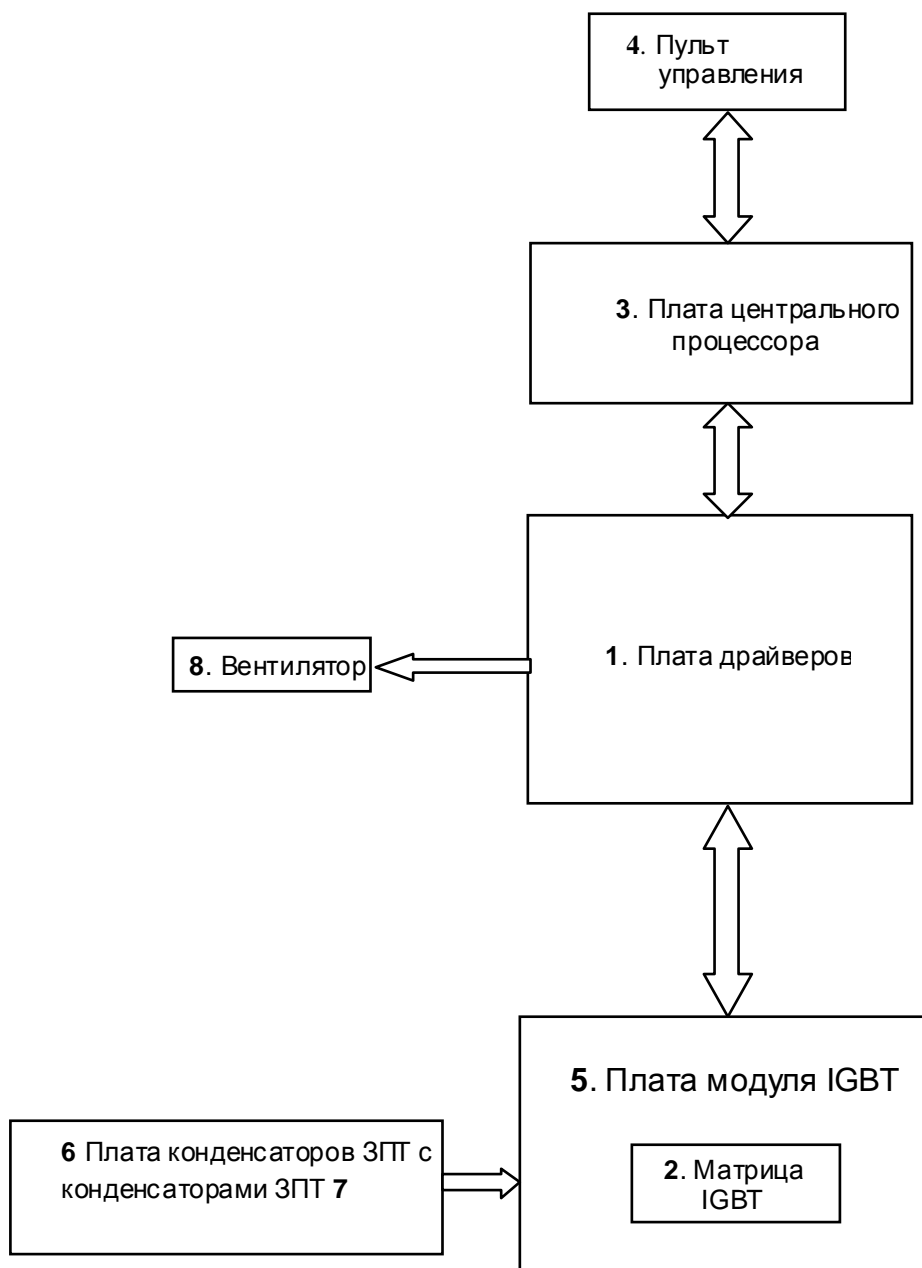 4. Пульт
управления
3. Плата центрального
процессора
1. Плата драйверов
8. Вентилятор
5. Плата модуля IGBT
6 Плата конденсаторов ЗПТ с
конденсаторами ЗПТ 7
2. Матрица
IGBT